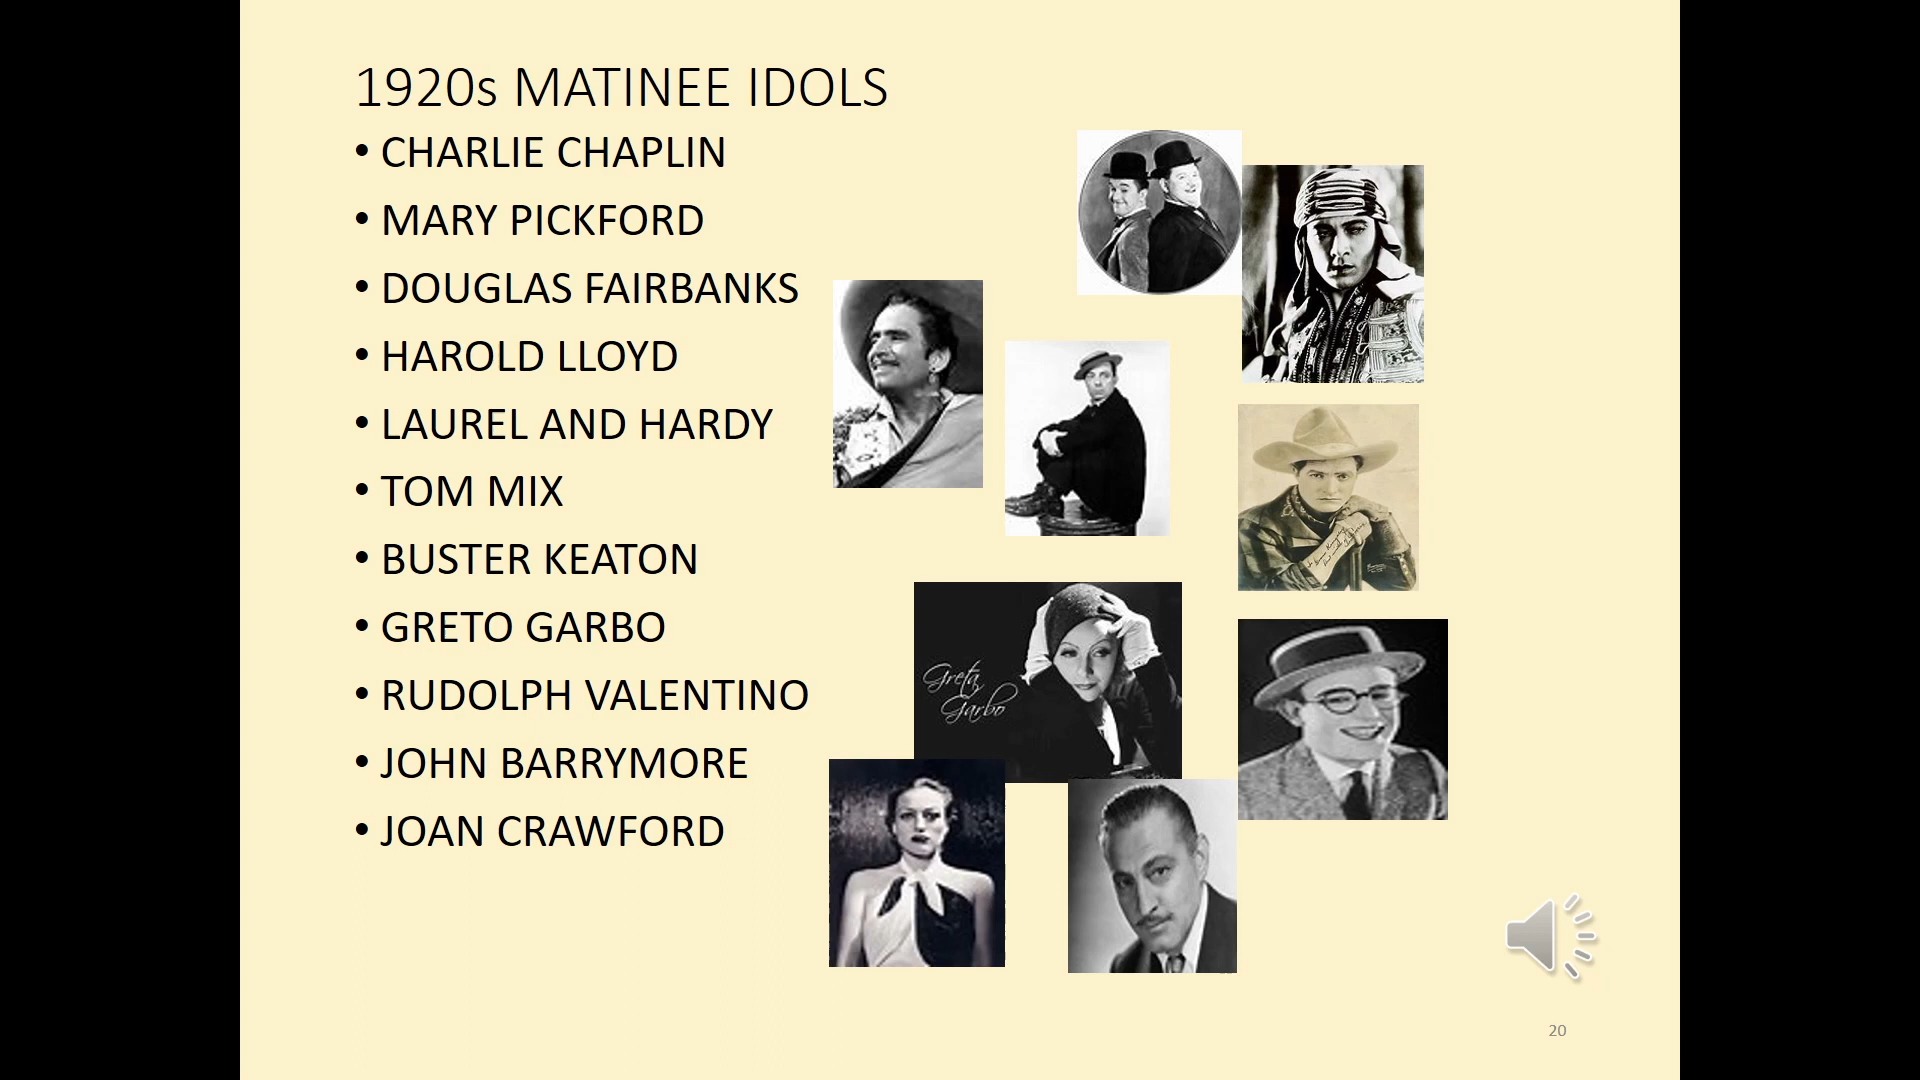 1920s MATINEE IDOLS
• CHARLIE CHAPLIN
• MARY PICKFORD
• DOUGLAS FAIRBANKS
• HAROLD LLOYD
• LAUREL AND HARDY
• TOM MIX
• BUSTER KEATON
• GRETO GARBO
• RUDOLPH VALENTINO
• JOHN BARRYMORE
• JOAN CRAWFORD
Greta
Garbo
20